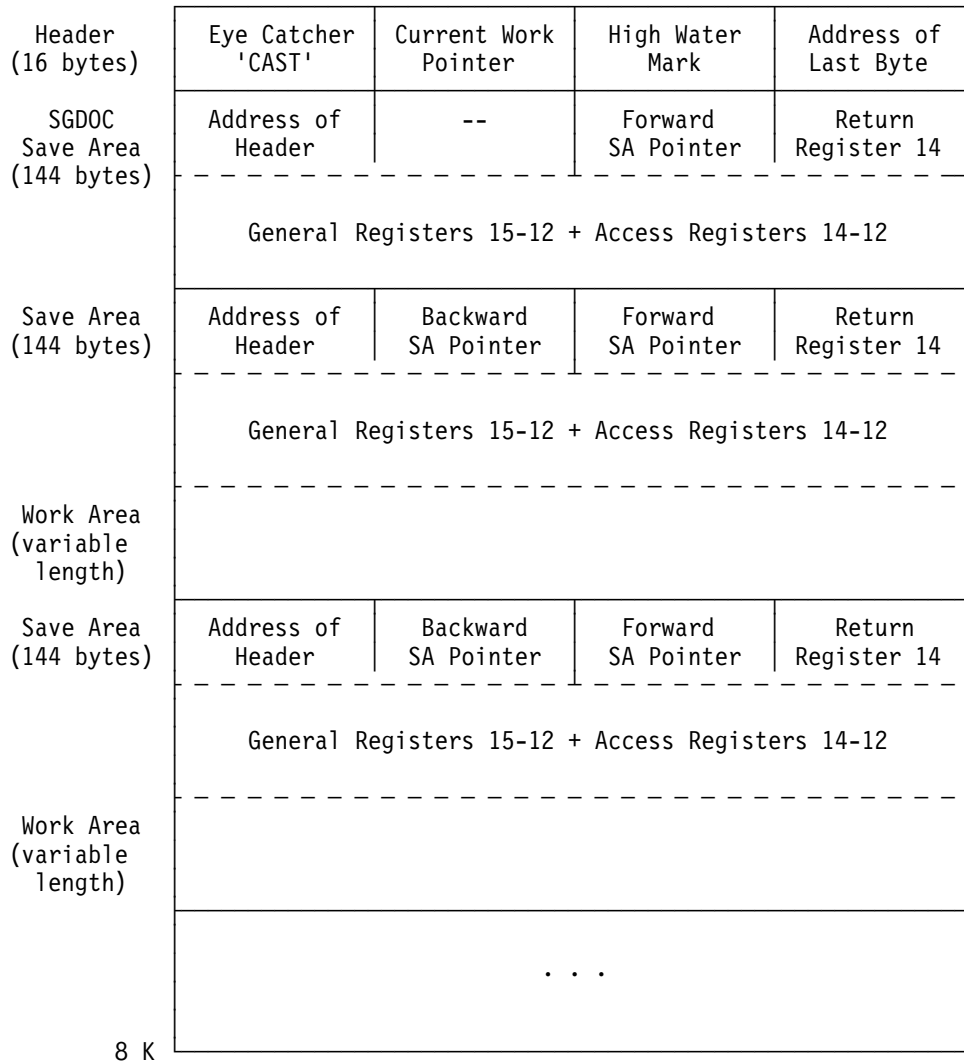 Header
(16 bytes)
Eye Catcher
'CAST'
Current Work
Pointer
High Water
Mark
Address of
Last Byte
SGDOC
Save Area
(144 bytes)
Address of
Header
--
Forward
SA Pointer
Return
Register 14
General Registers 15-12 + Access Registers 14-12
Save Area
(144 bytes)
Address of
Header
Backward
SA Pointer
Forward
SA Pointer
Return
Register 14
General Registers 15-12 + Access Registers 14-12
Work Area
(variable
length)
Save Area
(144 bytes)
Address of
Header
Backward
SA Pointer
Forward
SA Pointer
Return
Register 14
General Registers 15-12 + Access Registers 14-12
Work Area
(variable
length)
. . .
8 K